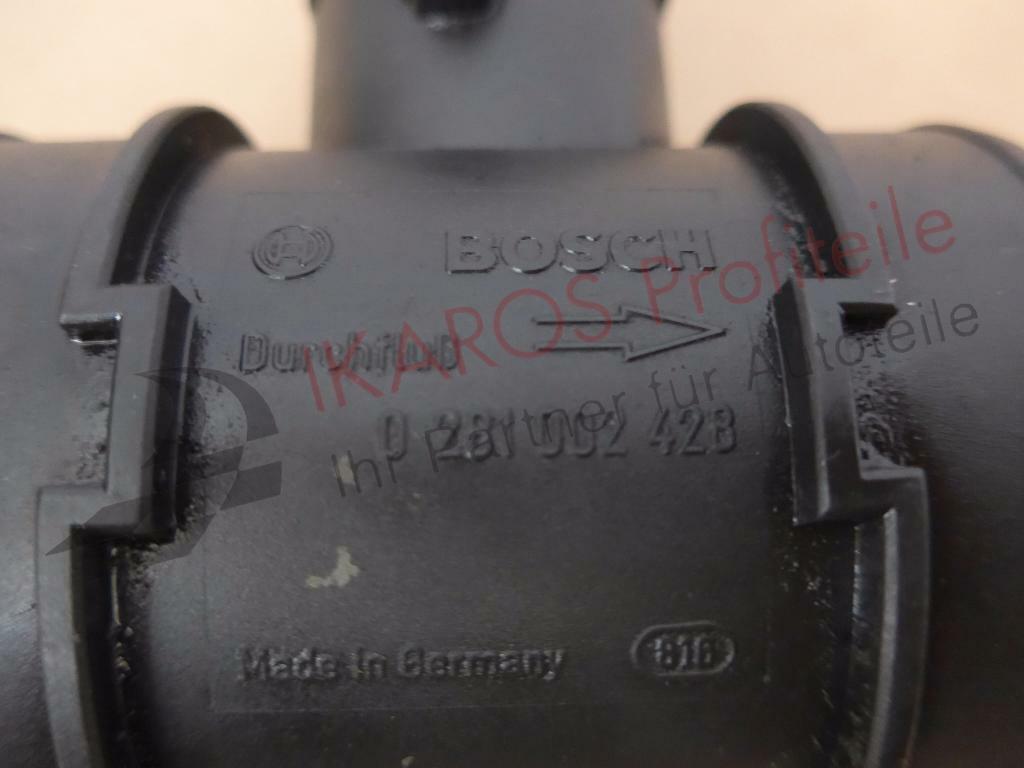 BOSCH
Durchfluß
0 281 002 428
Made in Germany
816
IKAROS Profiteile
Ihr Partner für Autoteile